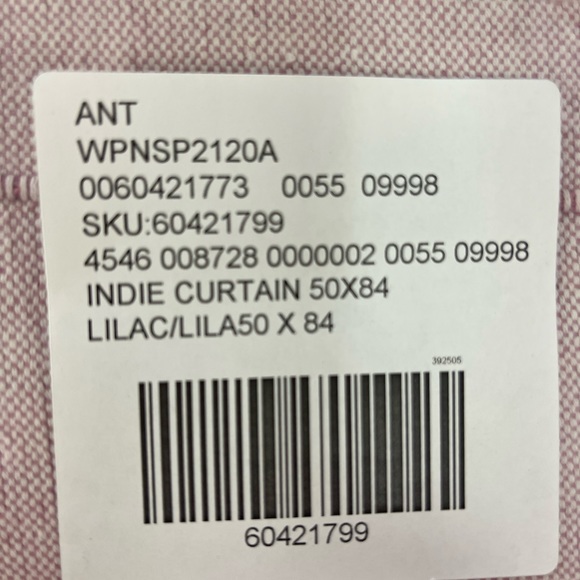 ANT
WPNSP2120A
0060421773 0055 09998
SKU:60421799
4546 008728 0000002 0055 09998
INDIE CURTAIN 50X84
LILAC/LILA50 X 84
392505
60421799